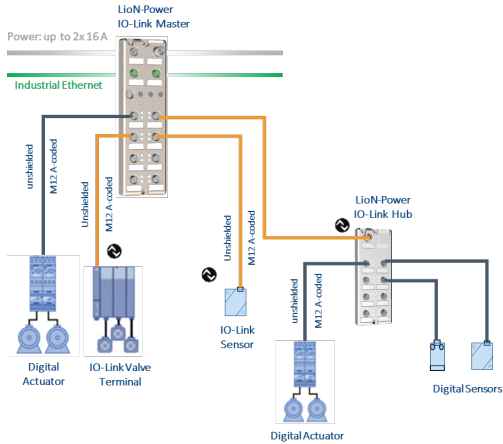 LioN-Power
IO-Link Master
Power: up to 2x 16 A
Industrial Ethernet
unshielded
M12 A-coded
Unshielded
M12 A-coded
Unshielded
M12 A-coded
LioN-Power
IO-Link Hub
unshielded
M12 A-coded
Digital
Actuator
IO-Link Valve
Terminal
IO-Link
Sensor
Digital Sensors
Digital Actuator